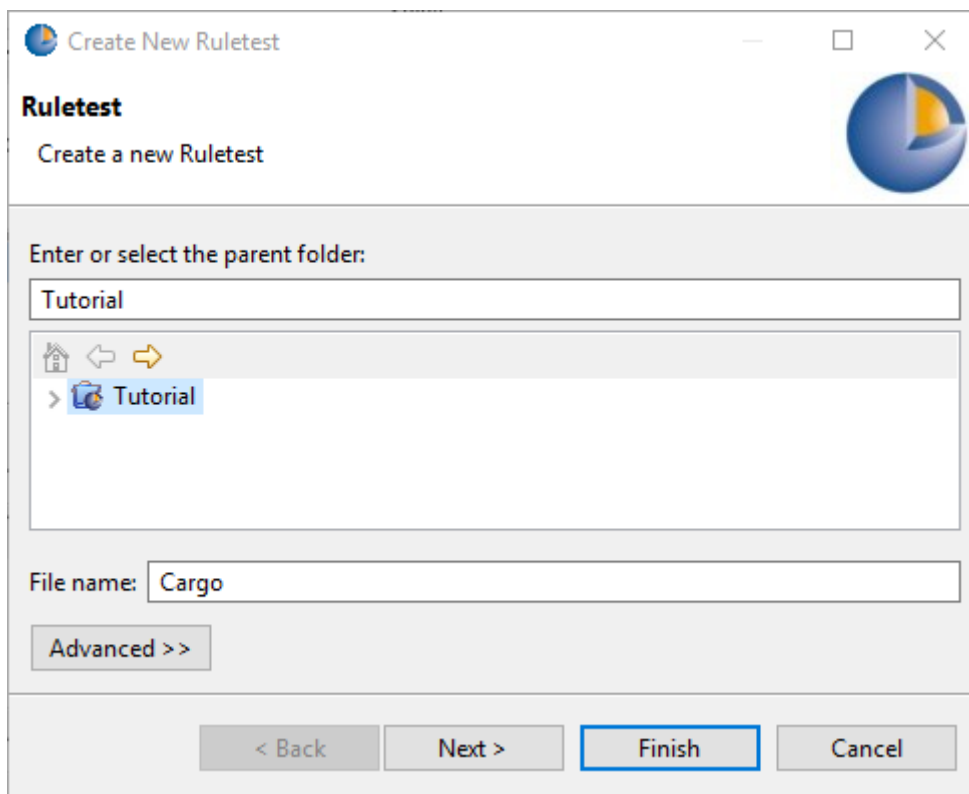 Create New Ruletest
Ruletest
Create a new Ruletest
Enter or select the parent folder:
Tutorial
Tutorial
File name: Cargo
Advanced >>
< Back Next > Finish Cancel